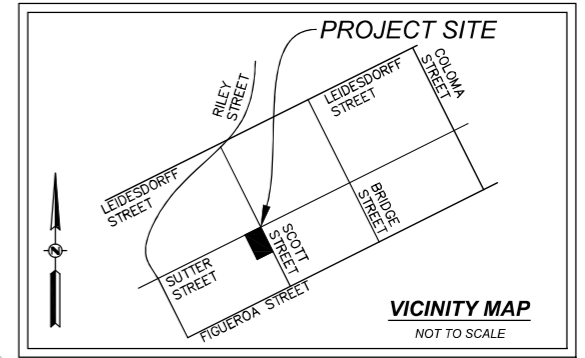 PROJECT SITE
RILEY
STREET
LEIDESDORFF
STREET
COLOMA
STREET
LEIDESDORFF
STREET
BRIDGE
STREET
SCOTT
STREET
N
SUTTER
STREET
FIGUEROA STREET
VICINITY MAP
NOT TO SCALE